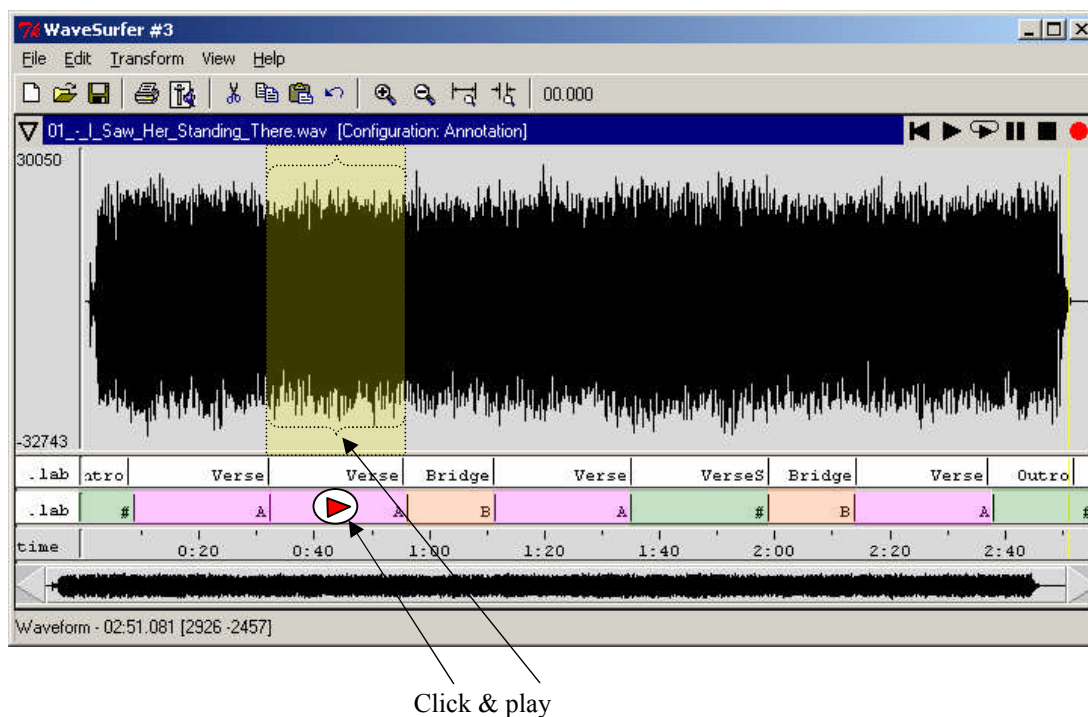 WaveSurfer #3
File Edit Transform View Help
00.000
01_-_I_Saw_Her_Standing_There.wav [Configuration: Annotation]
30050
-32743
.lab ntro Verse Verse Bridge Verse VerseS Bridge Verse Outro
.lab # A A B A # B A #
time 0:20 0:40 1:00 1:20 1:40 2:00 2:20 2:40
Waveform - 02:51.081 [2926 -2457]
Click & play